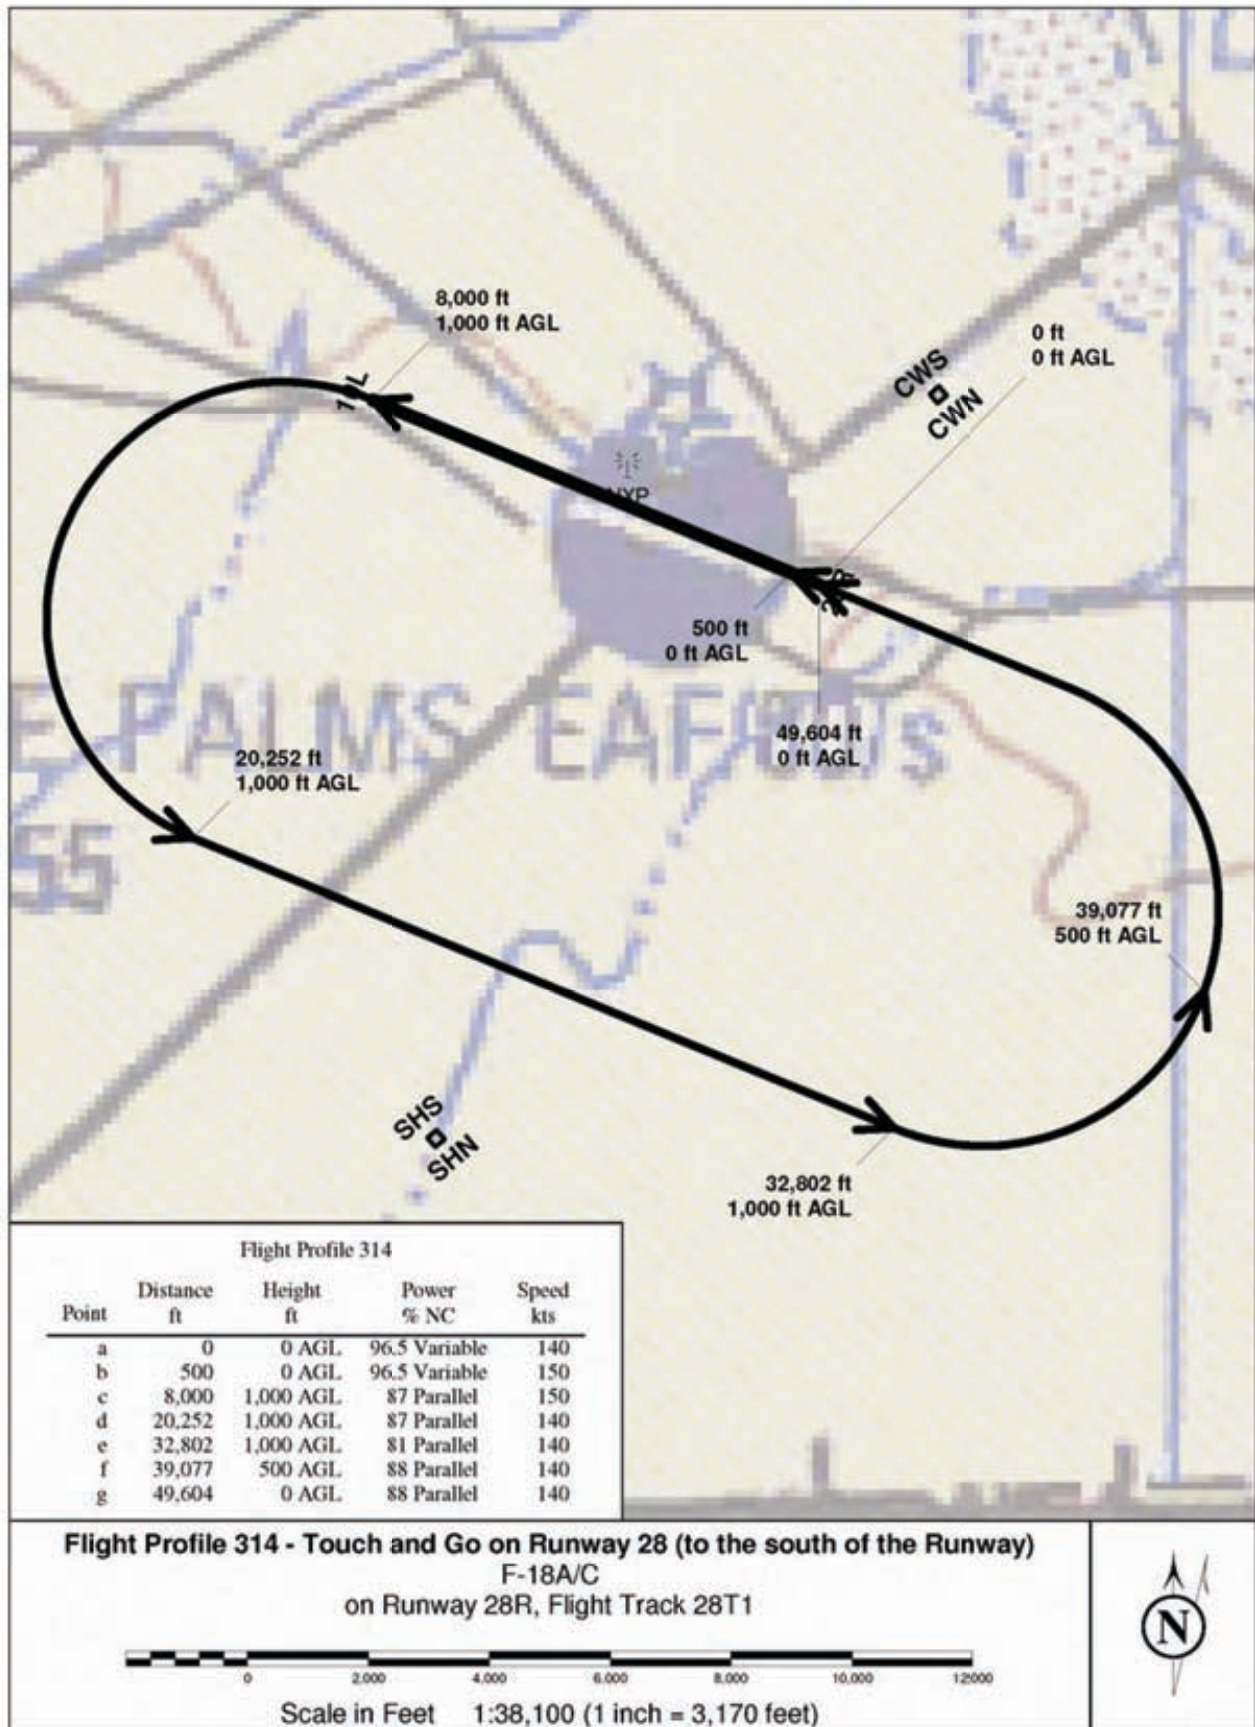 8,000 ft
1,000 ft AGL
0 ft
0 ft AGL
CWS
CWN
10L
NXP
500 ft
0 ft AGL
E PALMS EAF
49,604 ft
0 ft AGL
20,252 ft
1,000 ft AGL
55
39,077 ft
500 ft AGL
SHS
SHN
32,802 ft
1,000 ft AGL
Flight Profile 314
Distance Height Power Speed
Point ft ft % NC kts
a 0 0 AGL 96.5 Variable 140
b 500 0 AGL 96.5 Variable 150
c 8,000 1,000 AGL 87 Parallel 150
d 20,252 1,000 AGL 87 Parallel 140
e 32,802 1,000 AGL 81 Parallel 140
f 39,077 500 AGL 88 Parallel 140
g 49,604 0 AGL 88 Parallel 140
Flight Profile 314 - Touch and Go on Runway 28 (to the south of the Runway)
F-18A/C
on Runway 28R, Flight Track 28T1
0 2,000 4,000 6,000 8,000 10,000 12000
Scale in Feet 1:38,100 (1 inch = 3,170 feet)
N